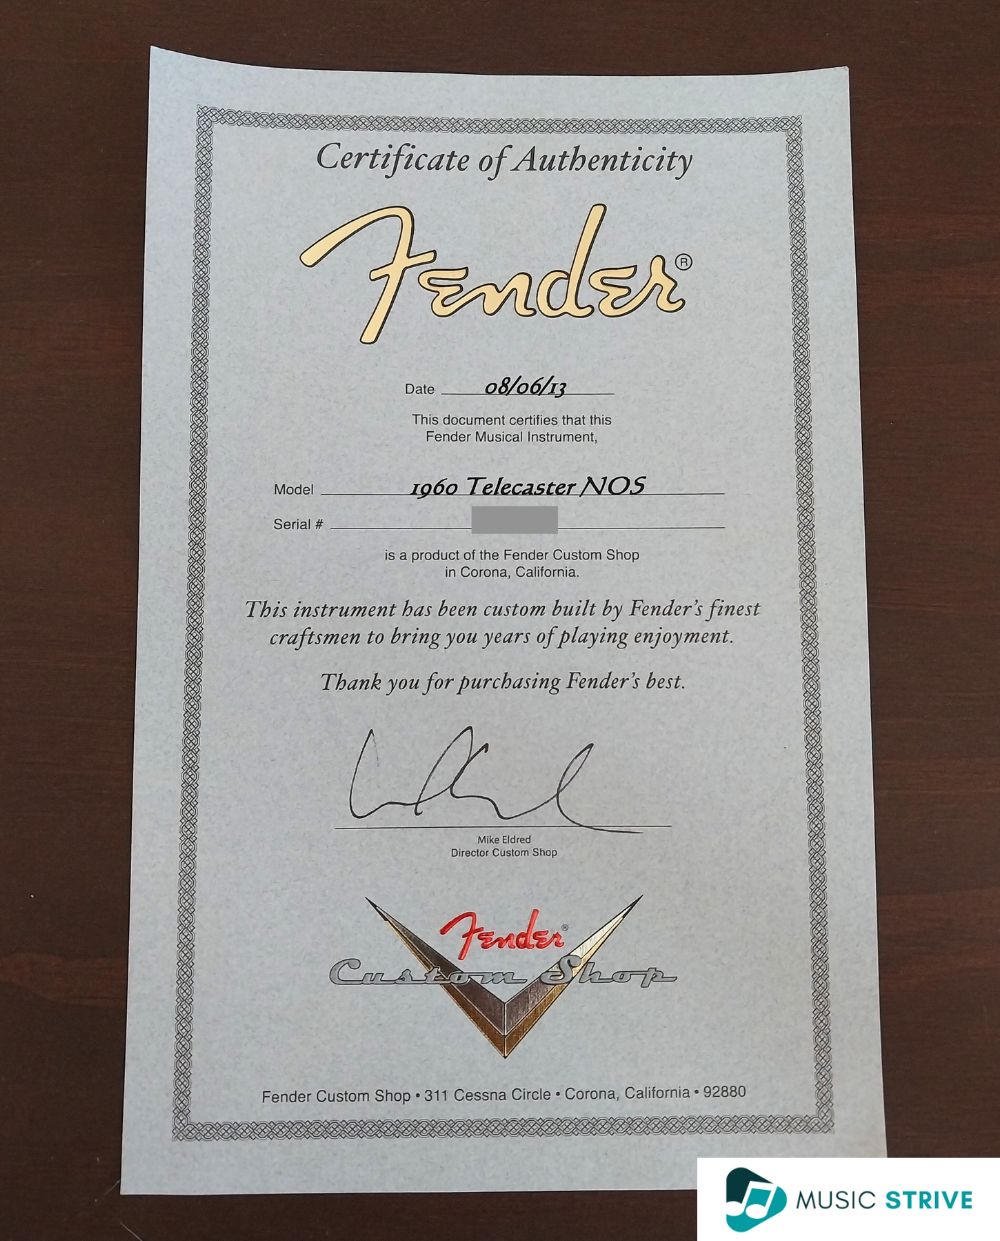 Certificate of Authenticity
Fender®
Date 08/06/13
This document certifies that this
Fender Musical Instrument,
Model 1960 Telecaster NOS
Serial #
is a product of the Fender Custom Shop
in Corona, California.
This instrument has been custom built by Fender's finest
craftsmen to bring you years of playing enjoyment.
Thank you for purchasing Fender's best.
Mike Eldred
Director Custom Shop
Fender®
Custom Shop
Fender Custom Shop • 311 Cessna Circle • Corona, California • 92880
MUSIC STRIVE